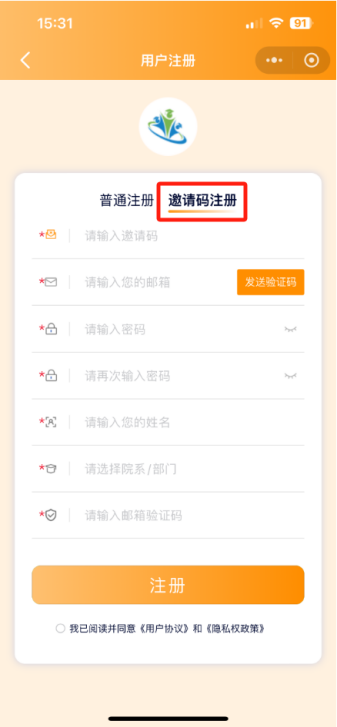 15:31
91
用户注册
普通注册 邀请码注册
*请输入邀请码
*请输入您的邮箱 发送验证码
*请输入密码
*请再次输入密码
*请输入您的姓名
*请选择院系/部门
*请输入邮箱验证码
注册
我已阅读并同意《用户协议》和《隐私权政策》